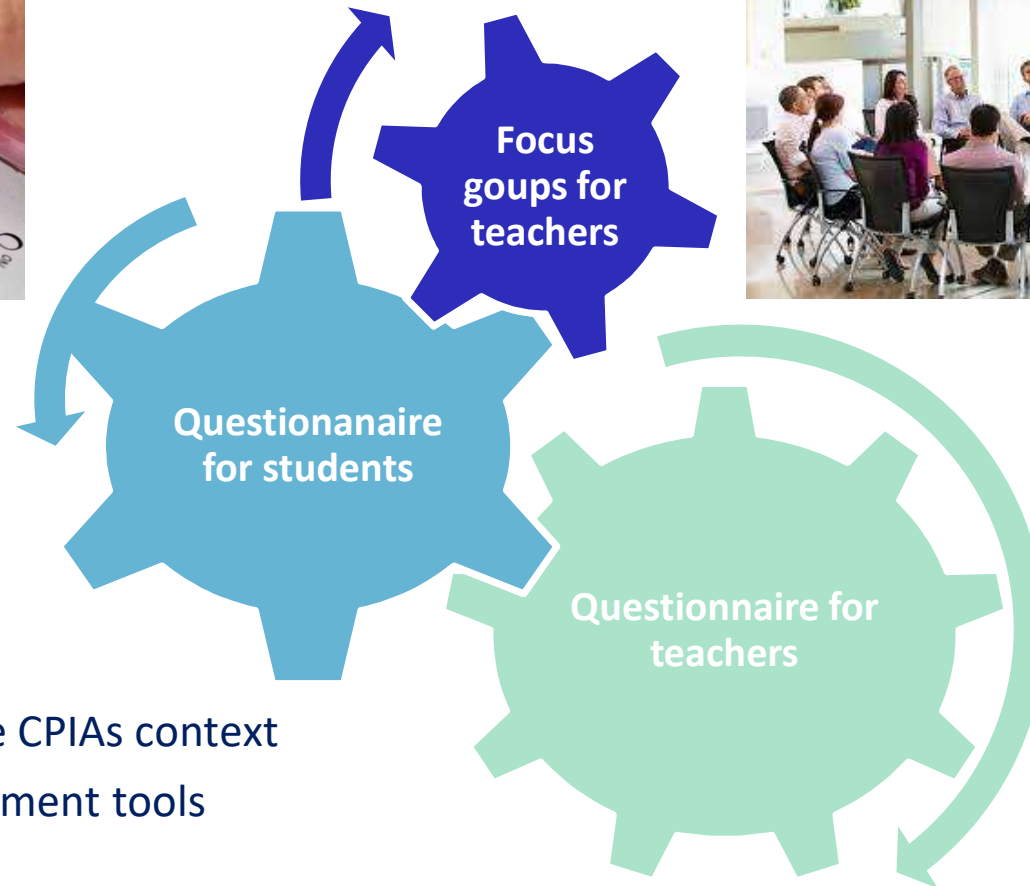 Focus
goups for
teachers
Questionanaire
for students
Questionnaire for
teachers
e CPIAs context
ment tools